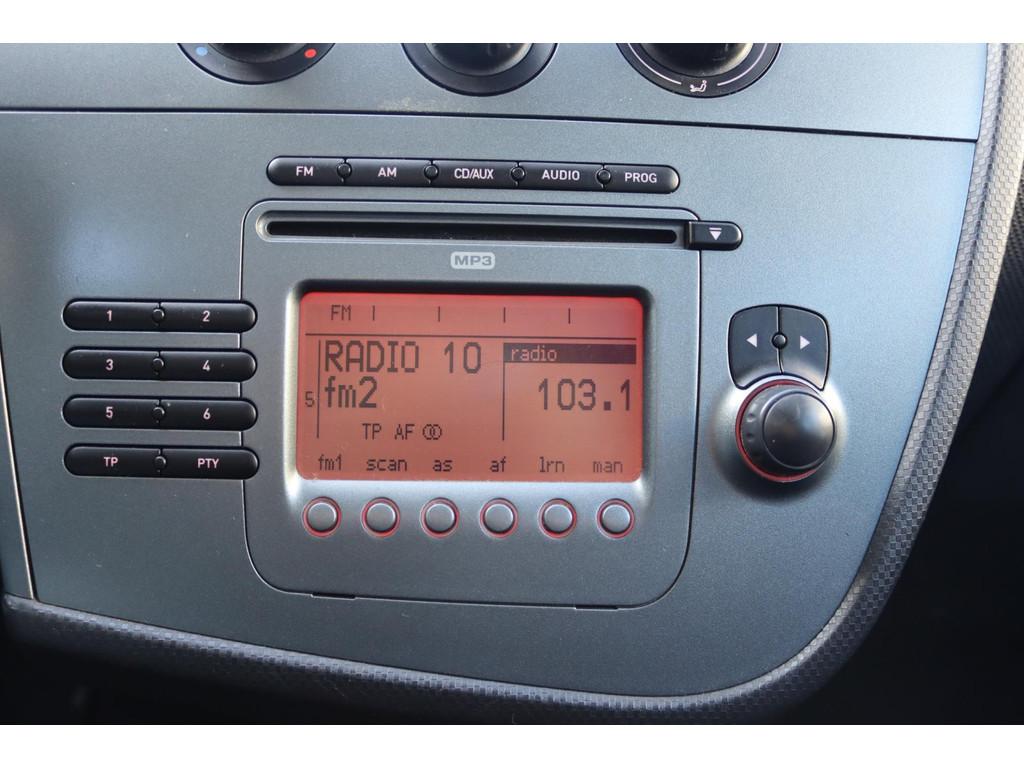 FM AM CD/AUX AUDIO PROG
MP3
1 2
3 4
5 6
TP PTY
FM
RADIO 10 radio
fm2 103.1
5
TP AF
fm1 scan as af lrn man